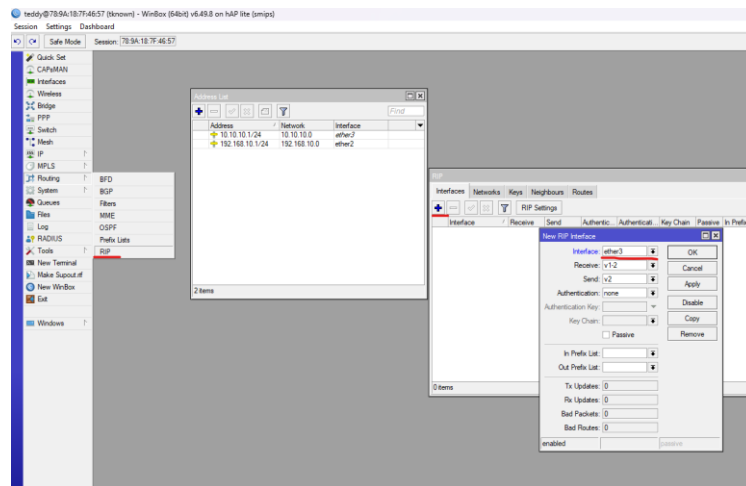 teddy@78:9A:18:7F:46:57 (tknown) - WinBox (64bit) v6.49.8 on hAP lite (smips)
Session Settings Dashboard
Safe Mode Session: 78:9A:18:7F:46:57
Quick Set
CAPsMAN
Interfaces
Wireless
Bridge
PPP
Switch
Mesh
IP
MPLS
Routing
System
Queues
Files
Log
RADIUS
Tools
New Terminal
Make Supout.rif
New WinBox
Exit
Windows
BFD
BGP
Filters
MME
OSPF
Prefix Lists
RIP
Address List
Find
Address Network Interface
10.10.10.1/24 10.10.10.0 ether3
192.168.10.1/24 192.168.10.0 ether2
2 items
RIP
Interfaces Networks Keys Neighbours Routes
RIP Settings
Interface Receive Send Authentic... Authenticati... Key Chain Passive In Prefix
0 items
New RIP Interface
Interface: ether3
Receive: v1-2
Send: v2
Authentication: none
Authentication Key:
Key Chain:
Passive
In Prefix List:
Out Prefix List:
Tx Updates: 0
Rx Updates: 0
Bad Packets: 0
Bad Routes: 0
enabled passive
OK
Cancel
Apply
Disable
Copy
Remove